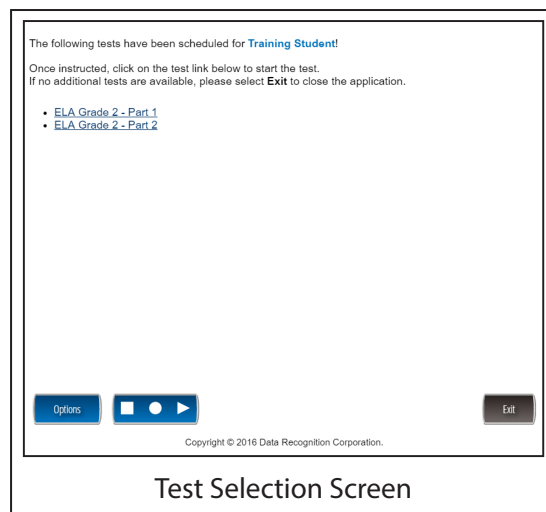 The following tests have been scheduled for Training Student!
Once instructed, click on the test link below to start the test.
If no additional tests are available, please select Exit to close the application.
• ELA Grade 2 - Part 1
• ELA Grade 2 - Part 2
Options
Exit
Copyright © 2016 Data Recognition Corporation.
Test Selection Screen